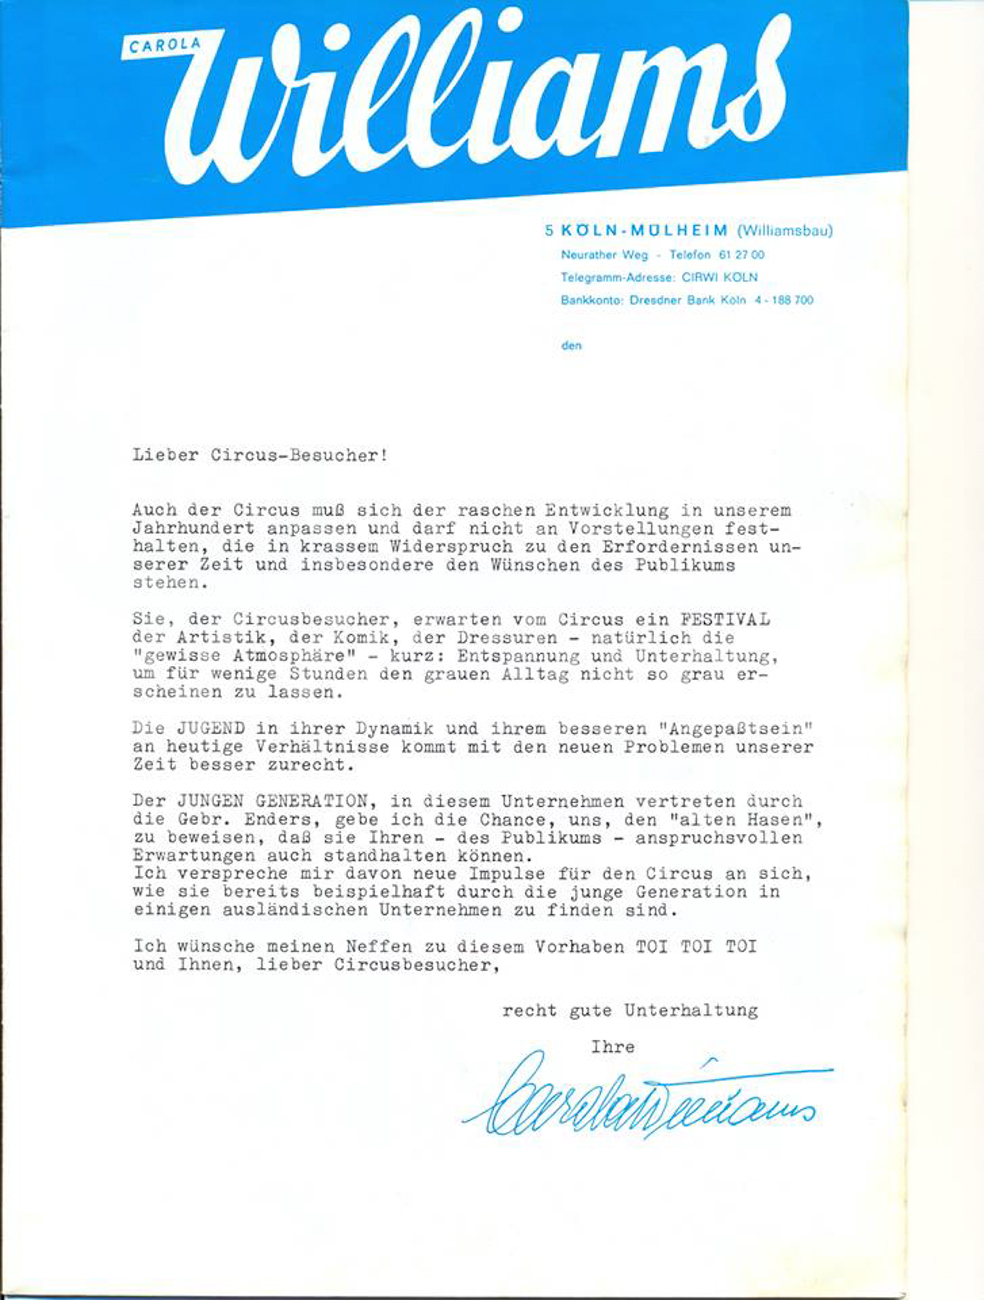 CAROLA
Williams
5 KÖLN-MÜLHEIM (Williamsbau)
Neurather Weg - Telefon 61 27 00
Telegramm-Adresse: CIRWI KÖLN
Bankkonto: Dresdner Bank Köln 4-188 700
den
Lieber Circus-Besucher!
Auch der Circus muß sich der raschen Entwicklung in unserem
Jahrhundert anpassen und darf nicht an Vorstellungen fest-
halten, die in krassem Widerspruch zu den Erfordernissen un-
serer Zeit und insbesondere den Wünschen des Publikums
stehen.
Sie, der Circusbesucher, erwarten vom Circus ein FESTIVAL
der Artistik, der Komik, der Dressuren - natürlich die
"gewisse Atmosphäre" - kurz: Entspannung und Unterhaltung,
um für wenige Stunden den grauen Alltag nicht so grau er-
scheinen zu lassen.
Die JUGEND in ihrer Dynamik und ihrem besseren "Angepaßtsein"
an heutige Verhältnisse kommt mit den neuen Problemen unserer
Zeit besser zurecht.
Der JUNGEN GENERATION, in diesem Unternehmen vertreten durch
die Gebr. Enders, gebe ich die Chance, uns, den "alten Hasen",
zu beweisen, daß sie Ihren - des Publikums - anspruchsvollen
Erwartungen auch standhalten können.
Ich verspreche mir davon neue Impulse für den Circus an sich,
wie sie bereits beispielhaft durch die junge Generation in
einigen ausländischen Unternehmen zu finden sind.
Ich wünsche meinen Neffen zu diesem Vorhaben TOI TOI TOI
und Ihnen, lieber Circusbesucher,
recht gute Unterhaltung
Ihre
Carola Williams